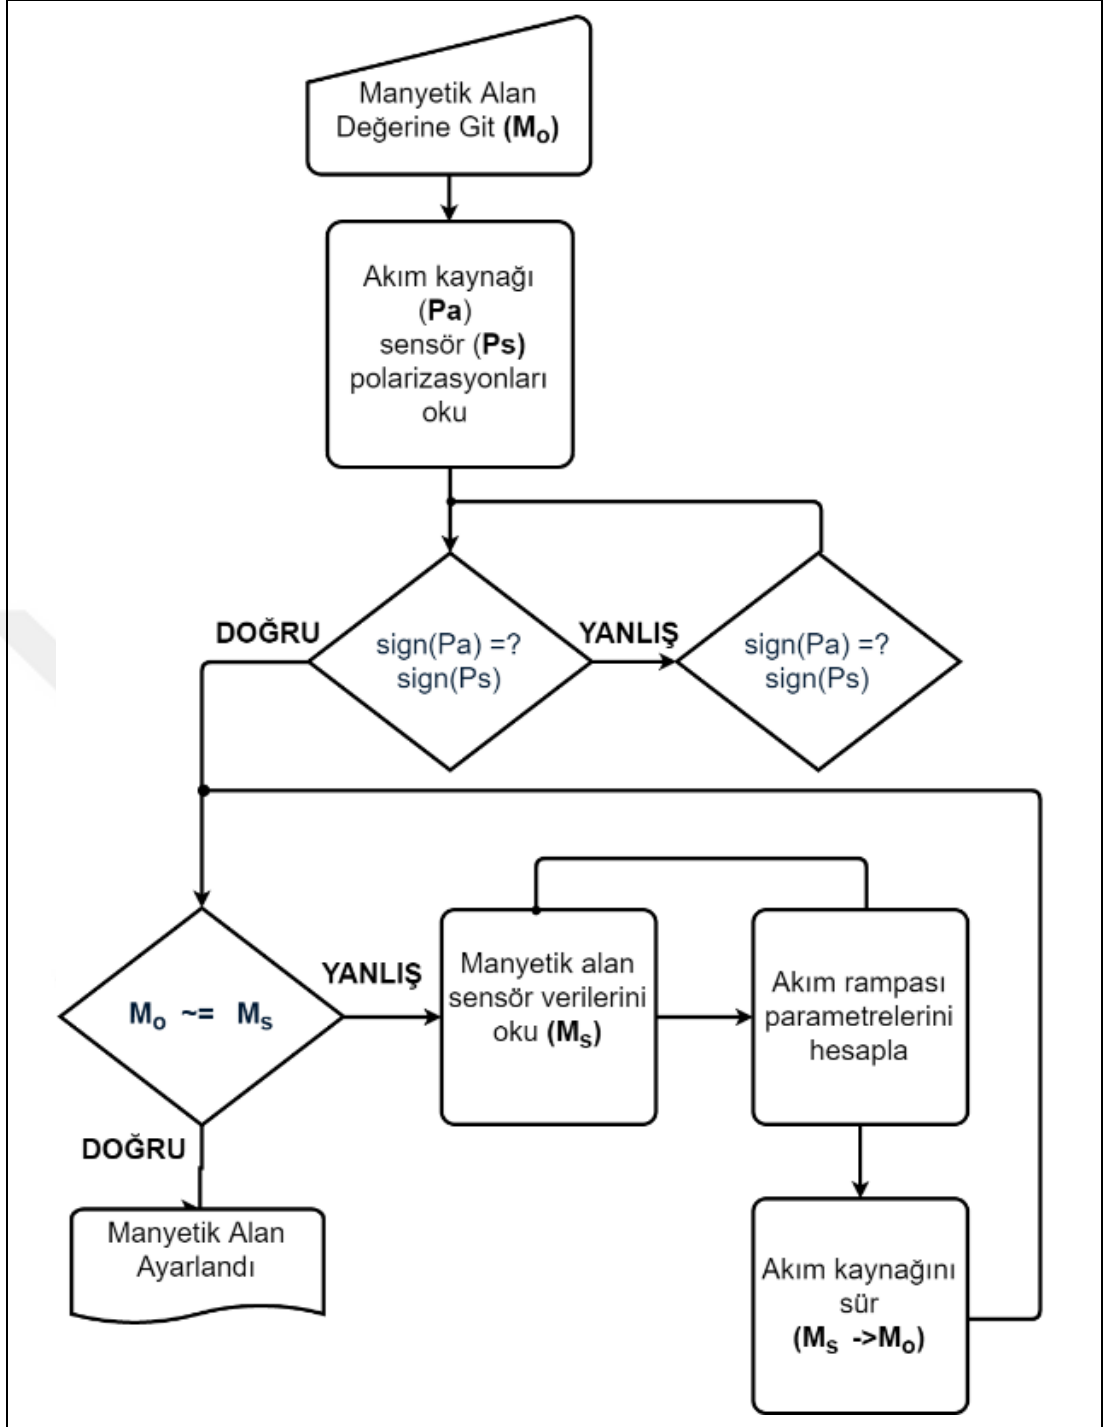 Manyetik Alan
Değerine Git (Mo)
Akım kaynağı
(Pa)
sensör (Ps)
polarizasyonları
oku
DOĞRU
sign(Pa) =?
sign(Ps)
YANLIŞ
sign(Pa) =?
sign(Ps)
Mo ~= Ms
YANLIŞ
Manyetik alan
sensör verilerini
oku (Ms)
Akım rampası
parametrelerini
hesapla
DOĞRU
Manyetik Alan
Ayarlandı
Akım kaynağını
sür
(Ms ->Mo)